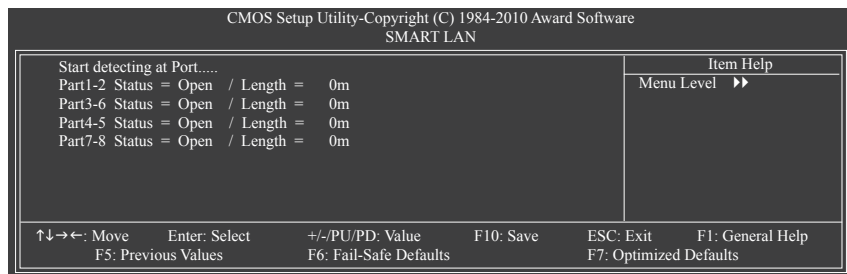 CMOS Setup Utility-Copyright (C) 1984-2010 Award Software
SMART LAN
Start detecting at Port.....
Part1-2 Status = Open / Length = 0m
Part3-6 Status = Open / Length = 0m
Part4-5 Status = Open / Length = 0m
Part7-8 Status = Open / Length = 0m
Item Help
Menu Level ▶▶
↑↓→←: Move Enter: Select +/-/PU/PD: Value F10: Save ESC: Exit F1: General Help
F5: Previous Values F6: Fail-Safe Defaults F7: Optimized Defaults